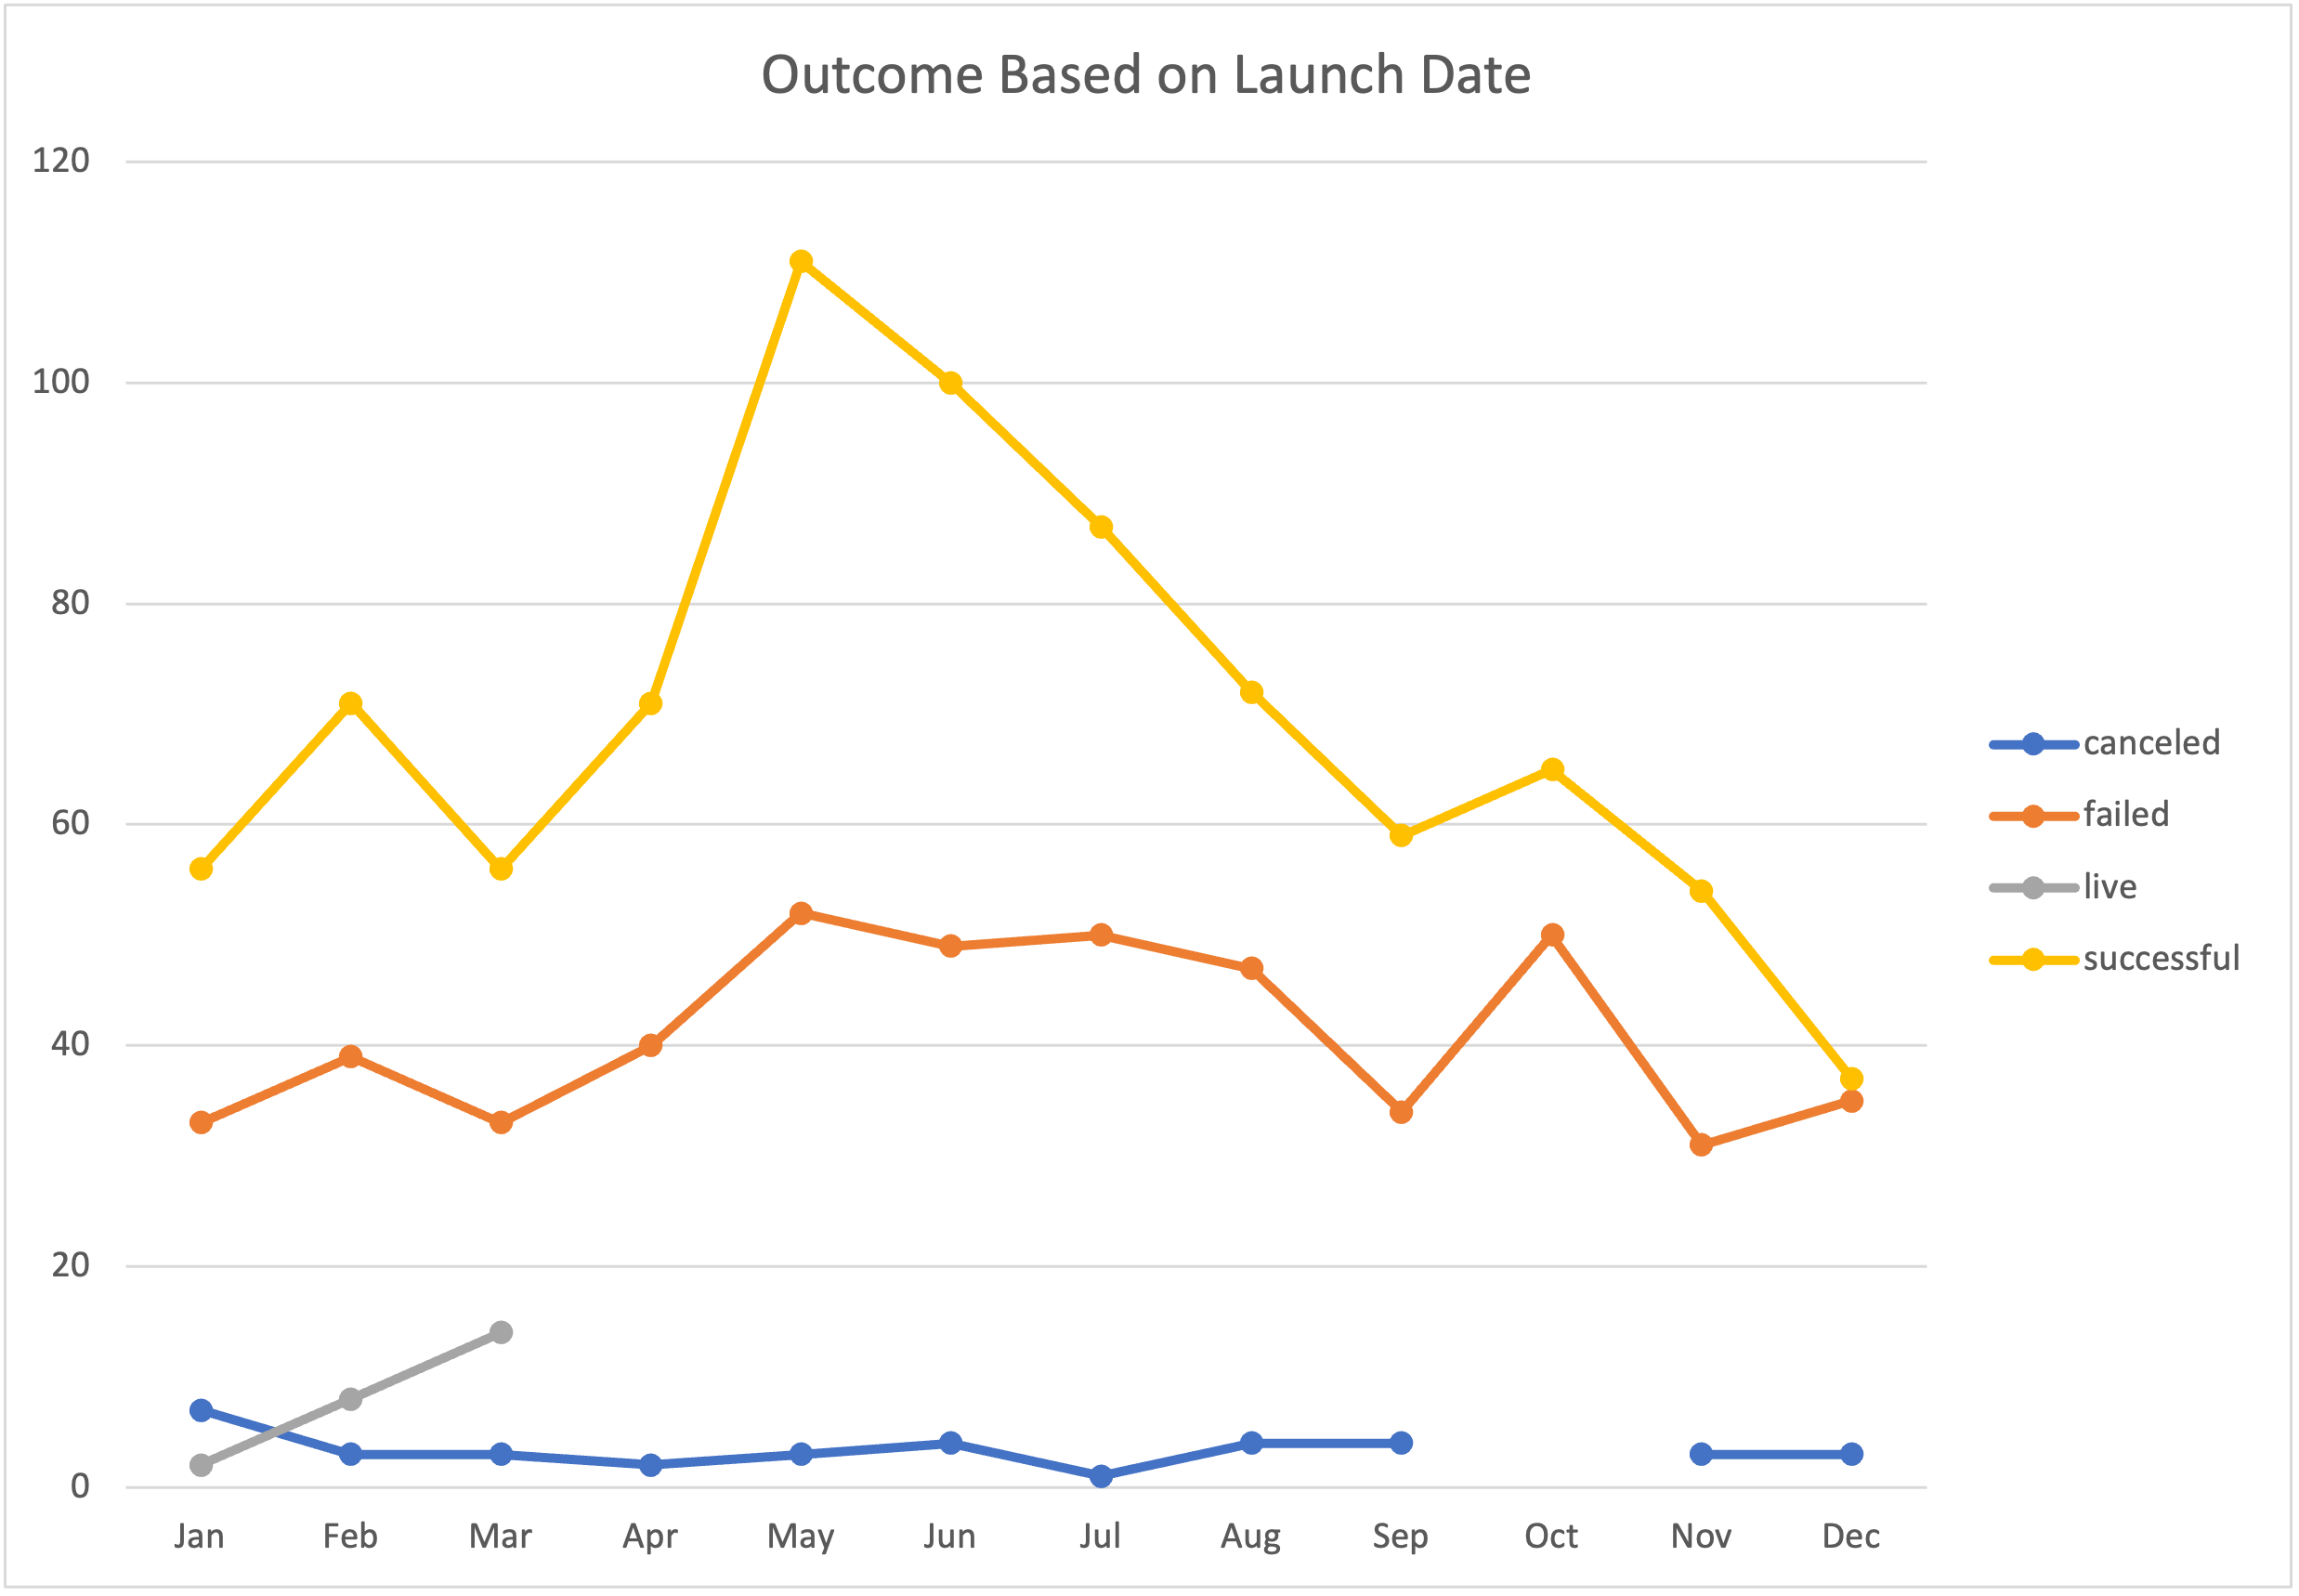 Outcome Based on Launch Date
120
100
80
60
40
20
0
Jan Feb Mar Apr May Jun Jul Aug Sep Oct Nov Dec
canceled
failed
live
successful